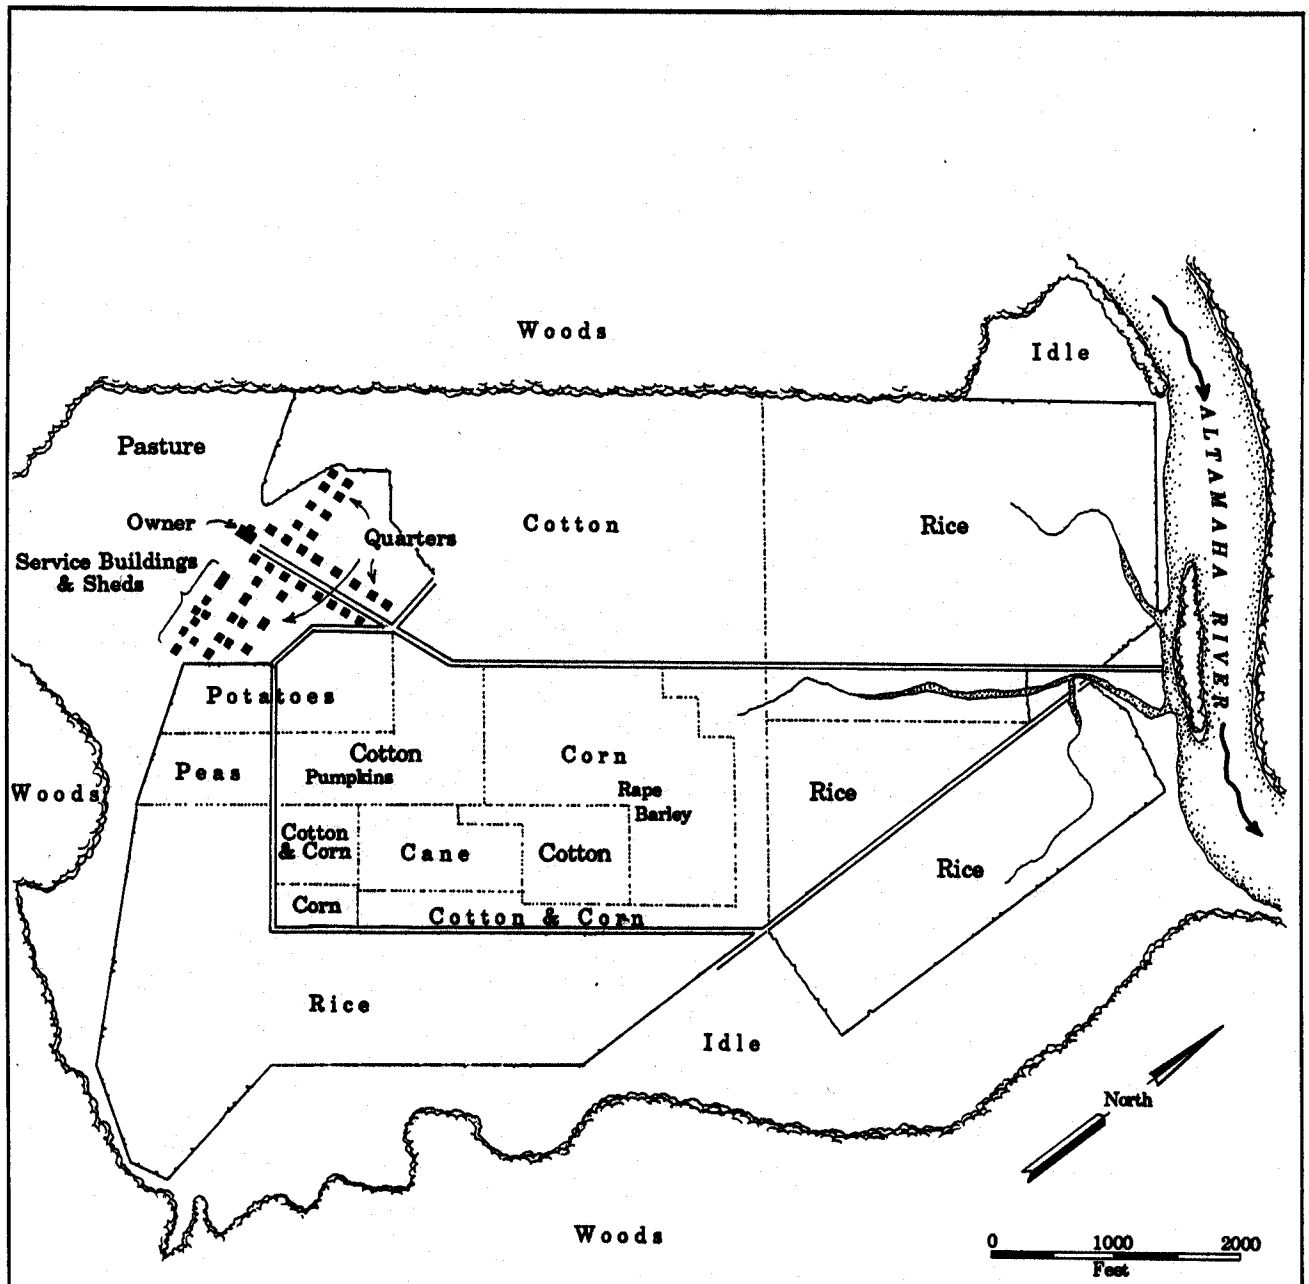 Woods
Idle
Pasture
ALTAMAHA RIVER
Owner
Quarters
Cotton
Rice
Service Buildings
& Sheds
Potatoes
Peas
Cotton
Pumpkins
Corn
Rape
Barley
Rice
Woods
Cotton
& Corn
Cane
Cotton
Rice
Corn
Cotton & Corn
Rice
Idle
North
Woods
0 1000 2000
Feet